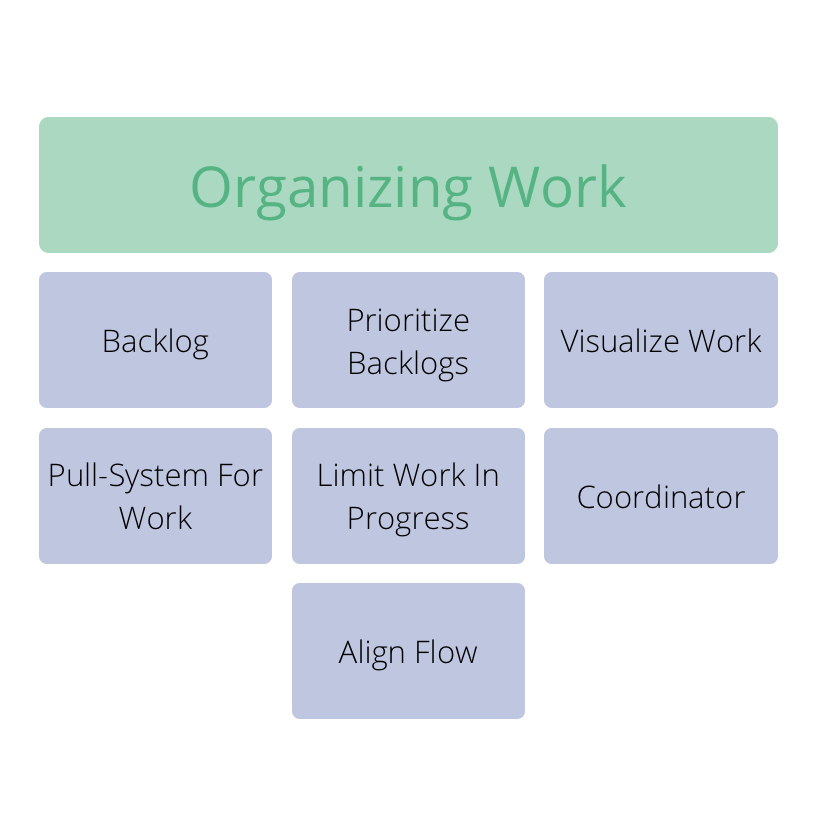 Organizing Work
Backlog
Prioritize
Backlogs
Visualize Work
Pull-System For
Work
Limit Work In
Progress
Coordinator
Align Flow